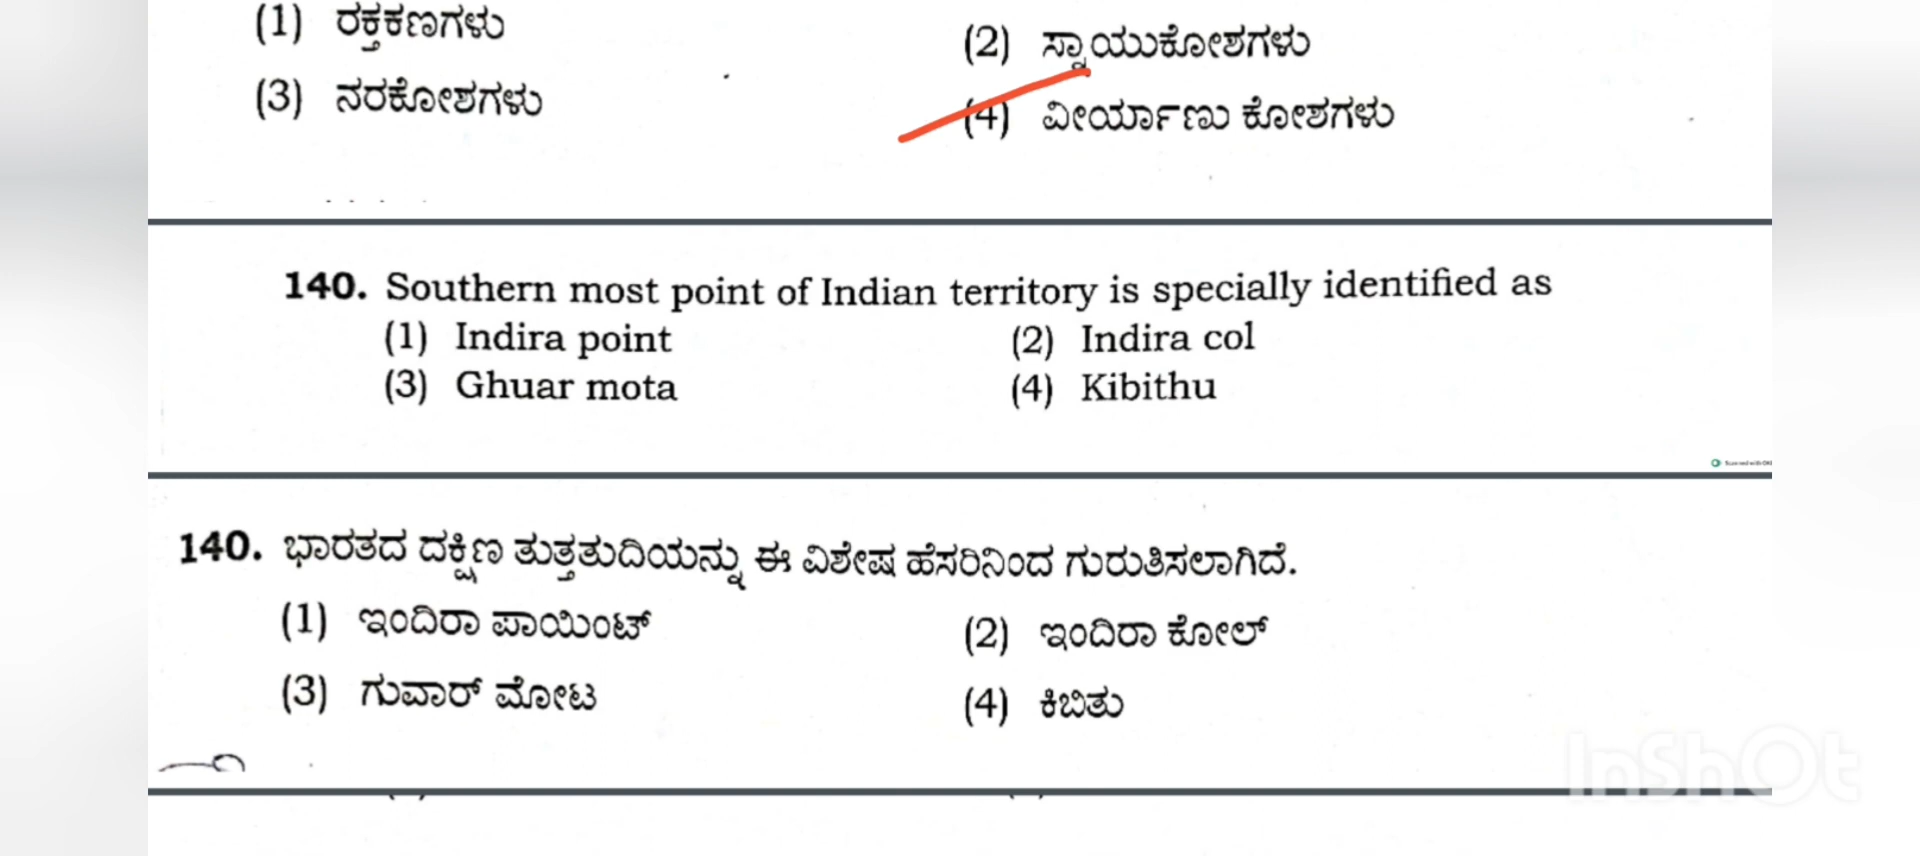 (1) ರಕ್ತಕಣಗಳು
(2) ಸ್ನಾಯುಕೋಶಗಳು
(3) ನರಕೋಶಗಳು
(4) ವೀರ್ಯಾಣು ಕೋಶಗಳು
140. Southern most point of Indian territory is specially identified as
(1) Indira point
(2) Indira col
(3) Ghuar mota
(4) Kibithu
140. ಭಾರತದ ದಕ್ಷಿಣ ತುತ್ತತುದಿಯನ್ನು ಈ ವಿಶೇಷ ಹೆಸರಿನಿಂದ ಗುರುತಿಸಲಾಗಿದೆ.
(1) ಇಂದಿರಾ ಪಾಯಿಂಟ್
(2) ಇಂದಿರಾ ಕೋಲ್
(3) ಗುವಾರ್ ಮೋಟ
(4) ಕಿಬಿತು
InShOt